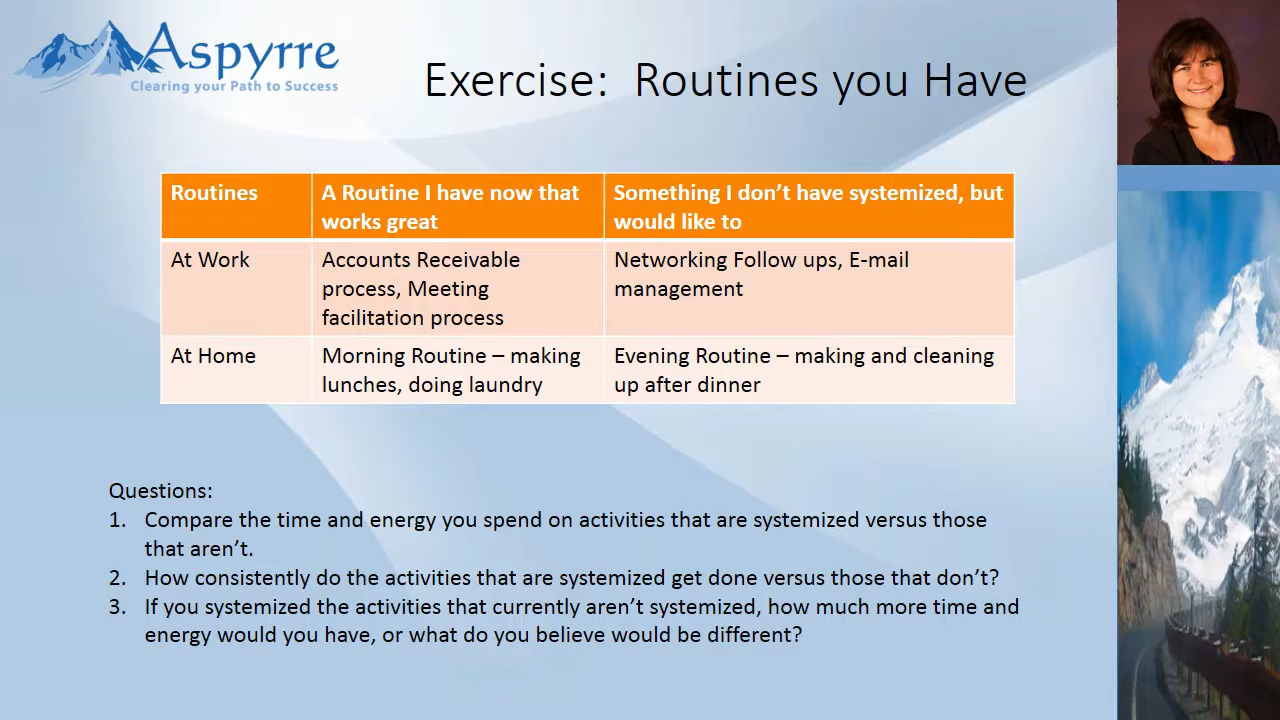 Aspyrre
Clearing your Path to Success
Exercise:  Routines you Have
Routines
A Routine I have now that
works great
Something I don’t have systemized, but
would like to
At Work
Accounts Receivable
process, Meeting
facilitation process
Networking Follow ups, E-mail
management
At Home
Morning Routine – making
lunches, doing laundry
Evening Routine – making and cleaning
up after dinner
Questions:
1. Compare the time and energy you spend on activities that are systemized versus those
that aren’t.
2. How consistently do the activities that are systemized get done versus those that don’t?
3. If you systemized the activities that currently aren’t systemized, how much more time and
energy would you have, or what do you believe would be different?